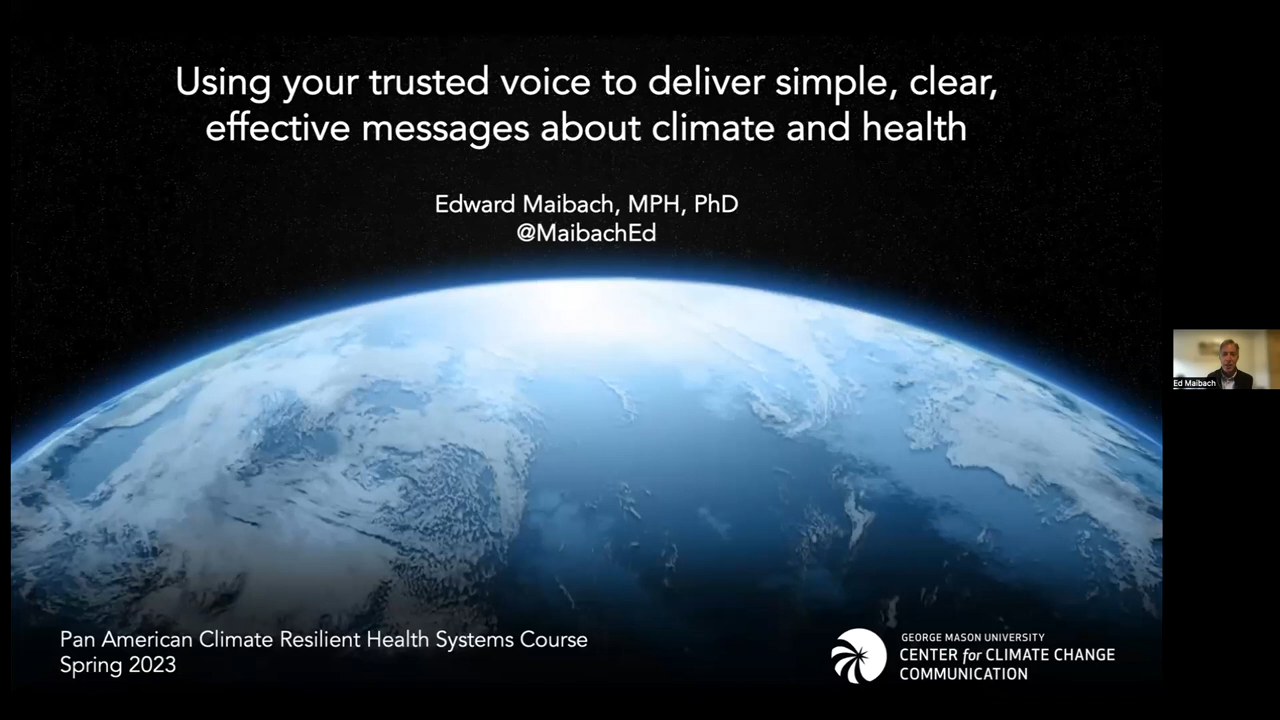 Using your trusted voice to deliver simple, clear,
effective messages about climate and health
Edward Maibach, MPH, PhD
@MaibachEd
Ed Maibach
Pan American Climate Resilient Health Systems Course
Spring 2023
GEORGE MASON UNIVERSITY
CENTER for CLIMATE CHANGE
COMMUNICATION